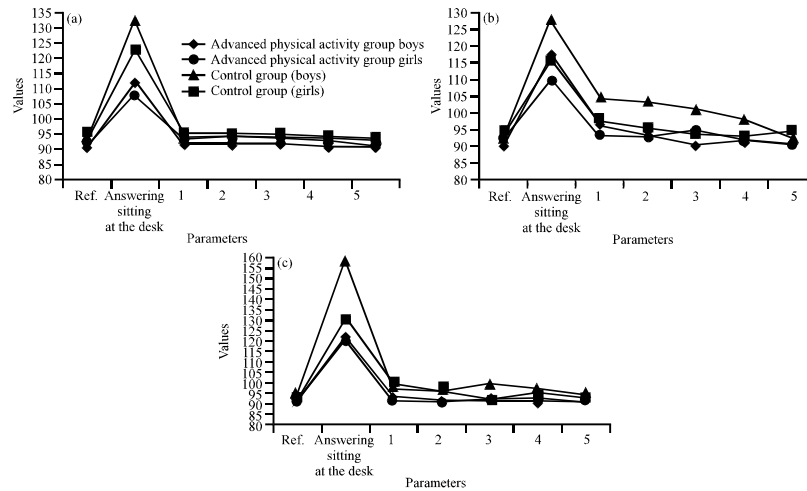 (a)
135
130
125
120
115
110
105
100
95
90
85
80
Values
Advanced physical activity group boys
Advanced physical activity group girls
Control group (boys)
Control group (girls)
Ref. Answering 1 2 3 4 5
sitting
at the desk
Parameters
(b)
130
125
120
115
110
105
100
95
90
85
80
Values
Ref. Answering 1 2 3 4 5
sitting
at the desk
Parameters
(c)
160
155
150
145
140
135
130
125
120
115
110
105
100
95
90
85
80
Values
Ref. Answering 1 2 3 4 5
sitting
at the desk
Parameters